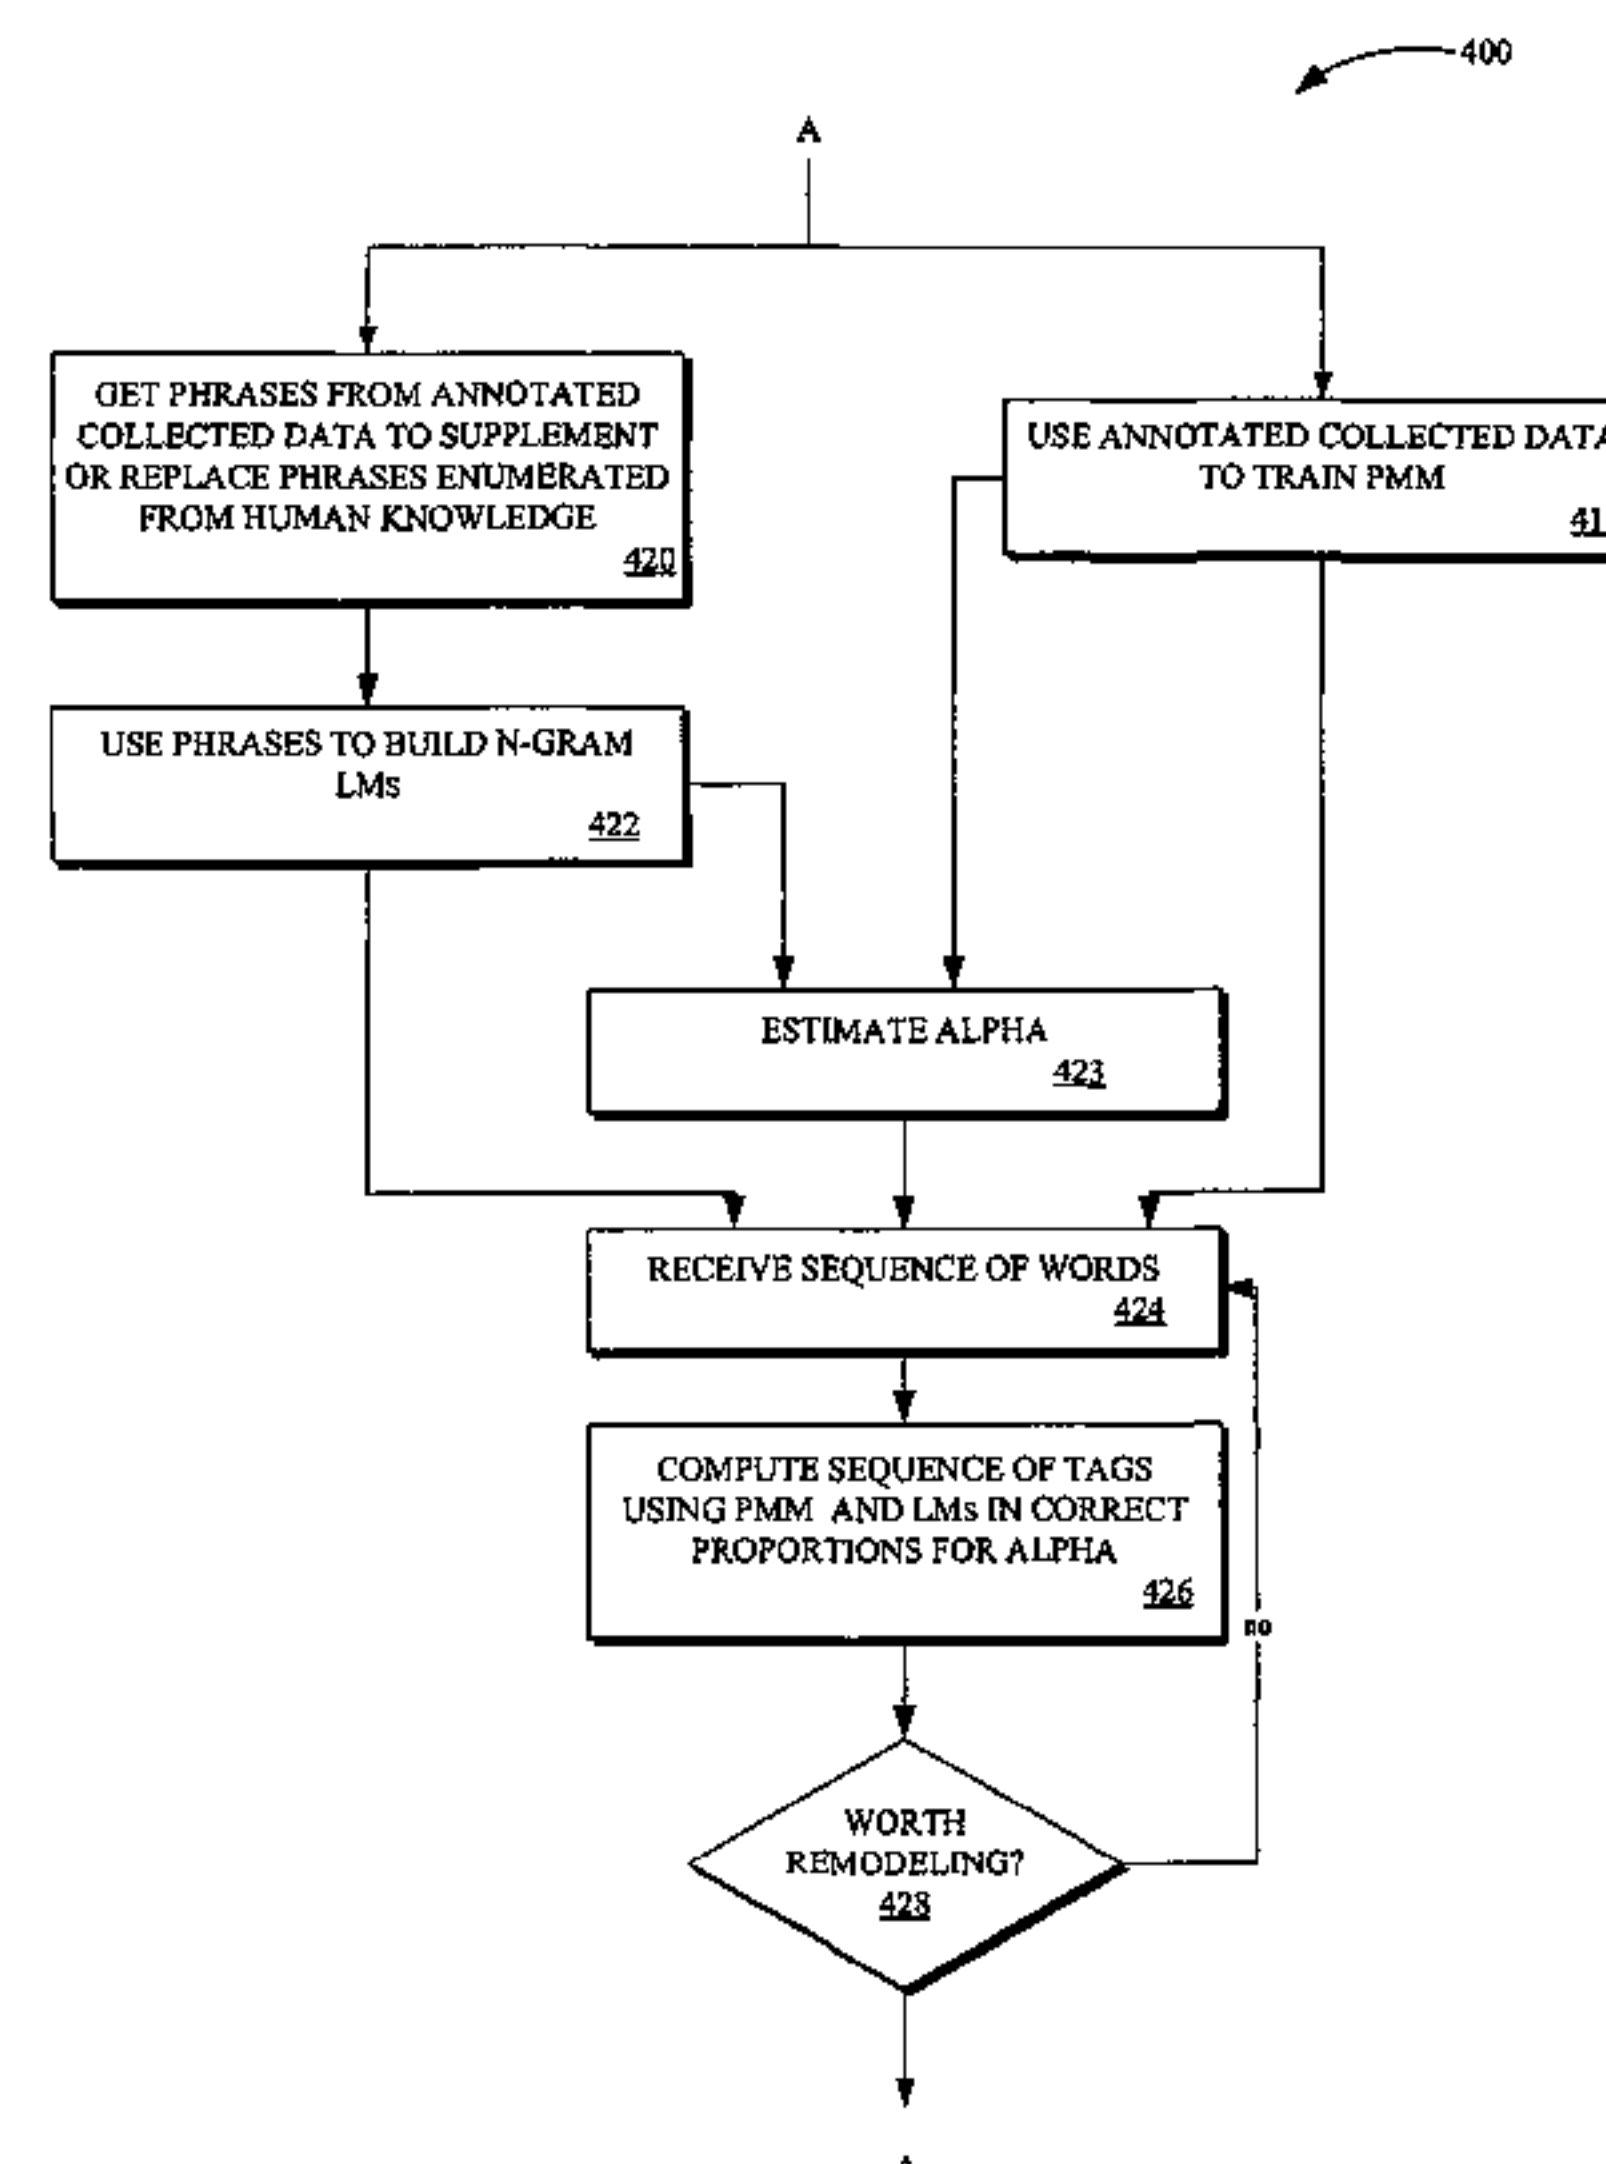 400
A
GET PHRASES FROM ANNOTATED
COLLECTED DATA TO SUPPLEMENT
OR REPLACE PHRASES ENUMERATED
FROM HUMAN KNOWLEDGE
420
USE ANNOTATED COLLECTED DATA
TO TRAIN PMM
41
USE PHRASES TO BUILD N-GRAM
LMs
422
ESTIMATE ALPHA
423
RECEIVE SEQUENCE OF WORDS
424
COMPUTE SEQUENCE OF TAGS
USING PMM AND LMs IN CORRECT
PROPORTIONS FOR ALPHA
426
no
WORTH
REMODELING?
428